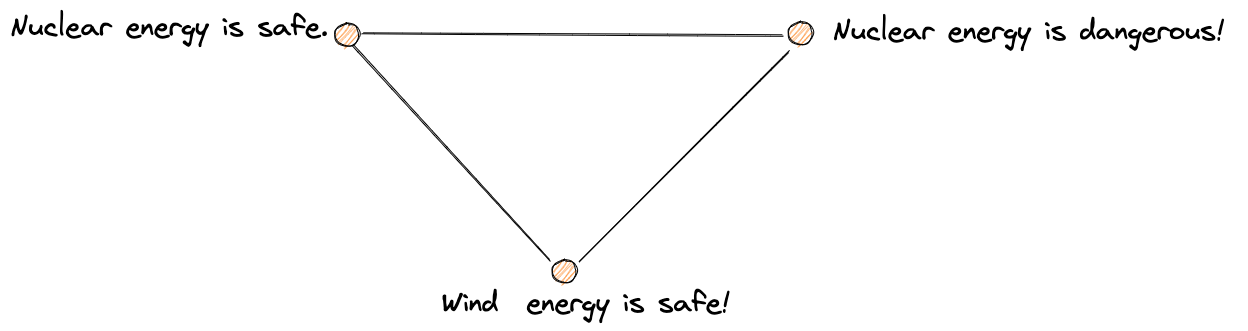 Nuclear energy is safe.
Nuclear energy is dangerous!
Wind energy is safe!